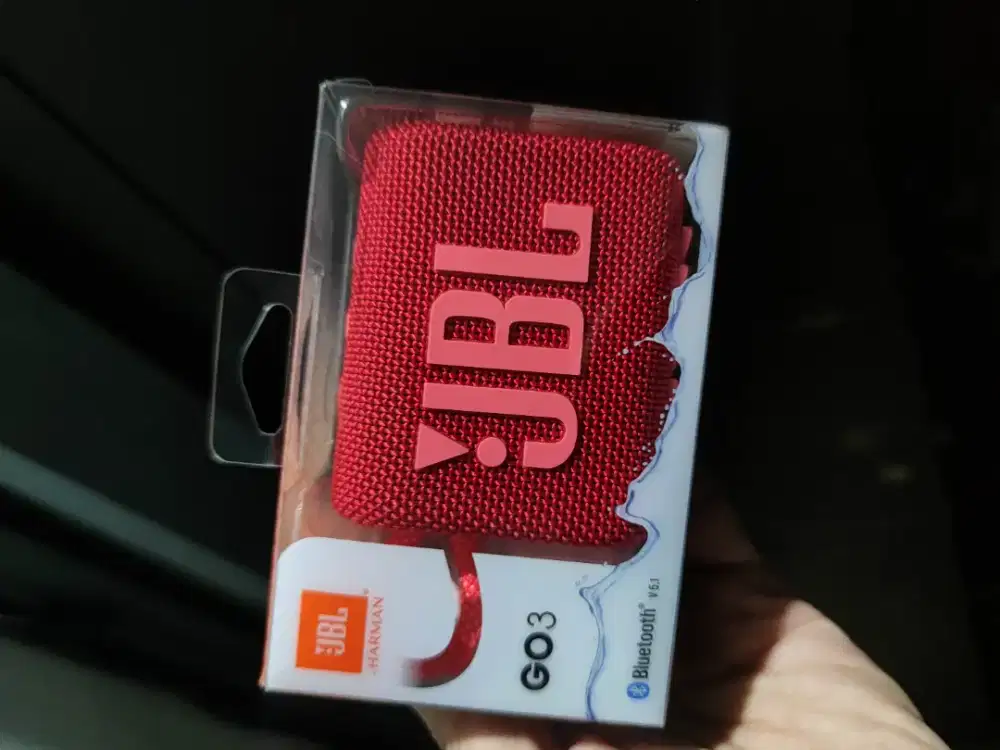 JBL
JBL
HARMAN
GO3
Bluetooth® V 5.1